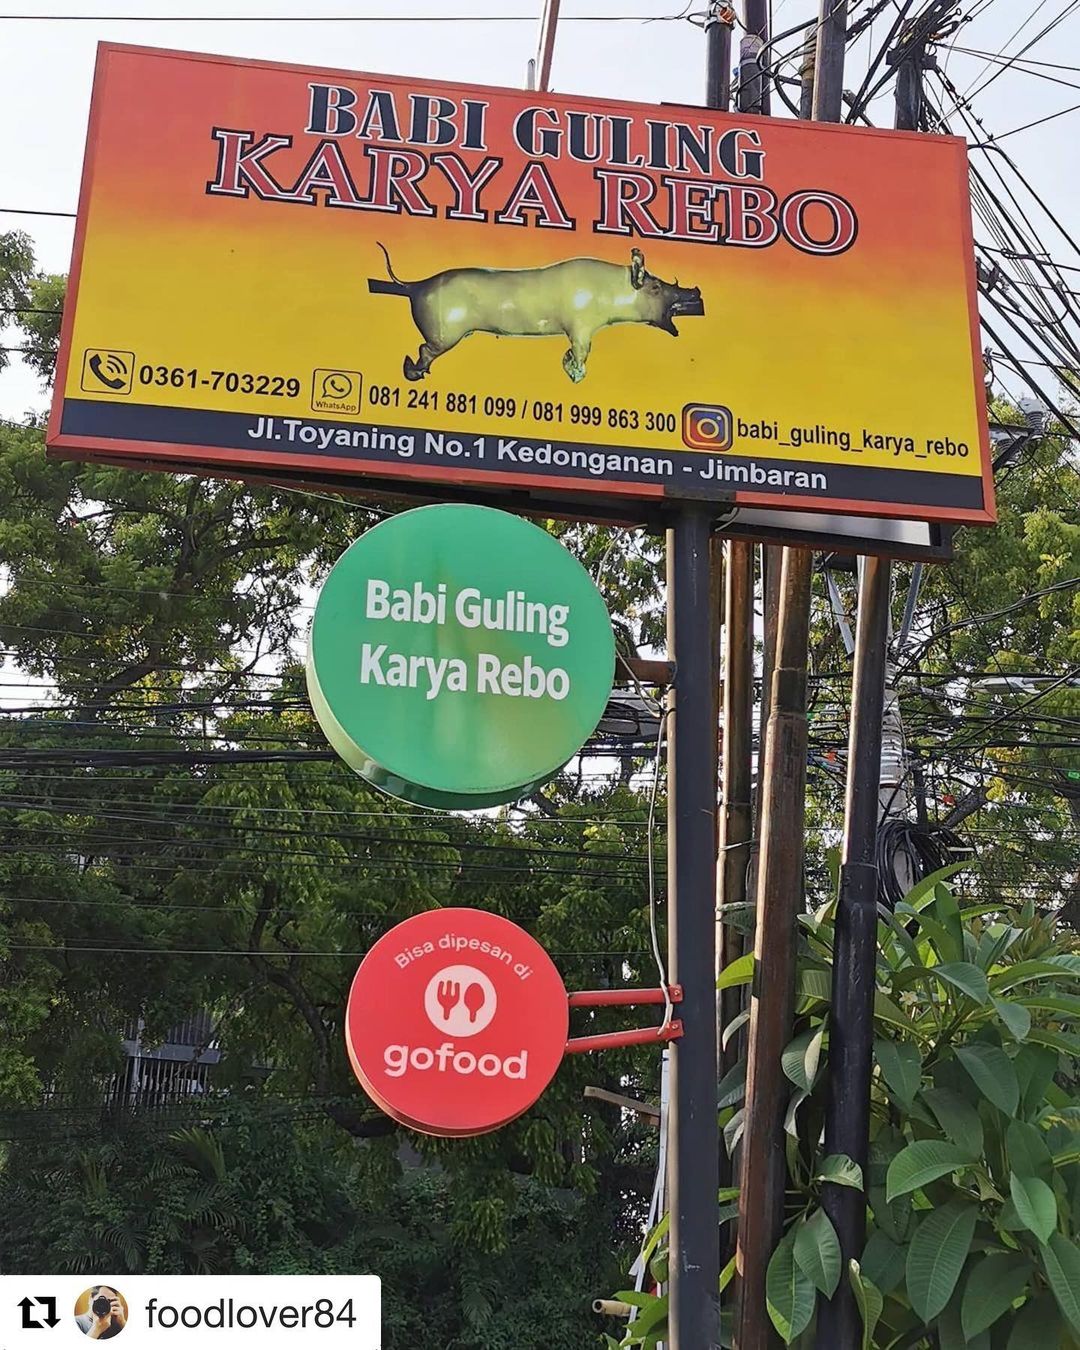 BABI GULING
KARYA REBO
0361-703229
WhatsApp
081 241 881 099 / 081 999 863 300
babi_guling_karya_rebo
Jl.Toyaning No.1 Kedonganan - Jimbaran
Babi Guling
Karya Rebo
Bisa dipesan di
gofood
foodlover84